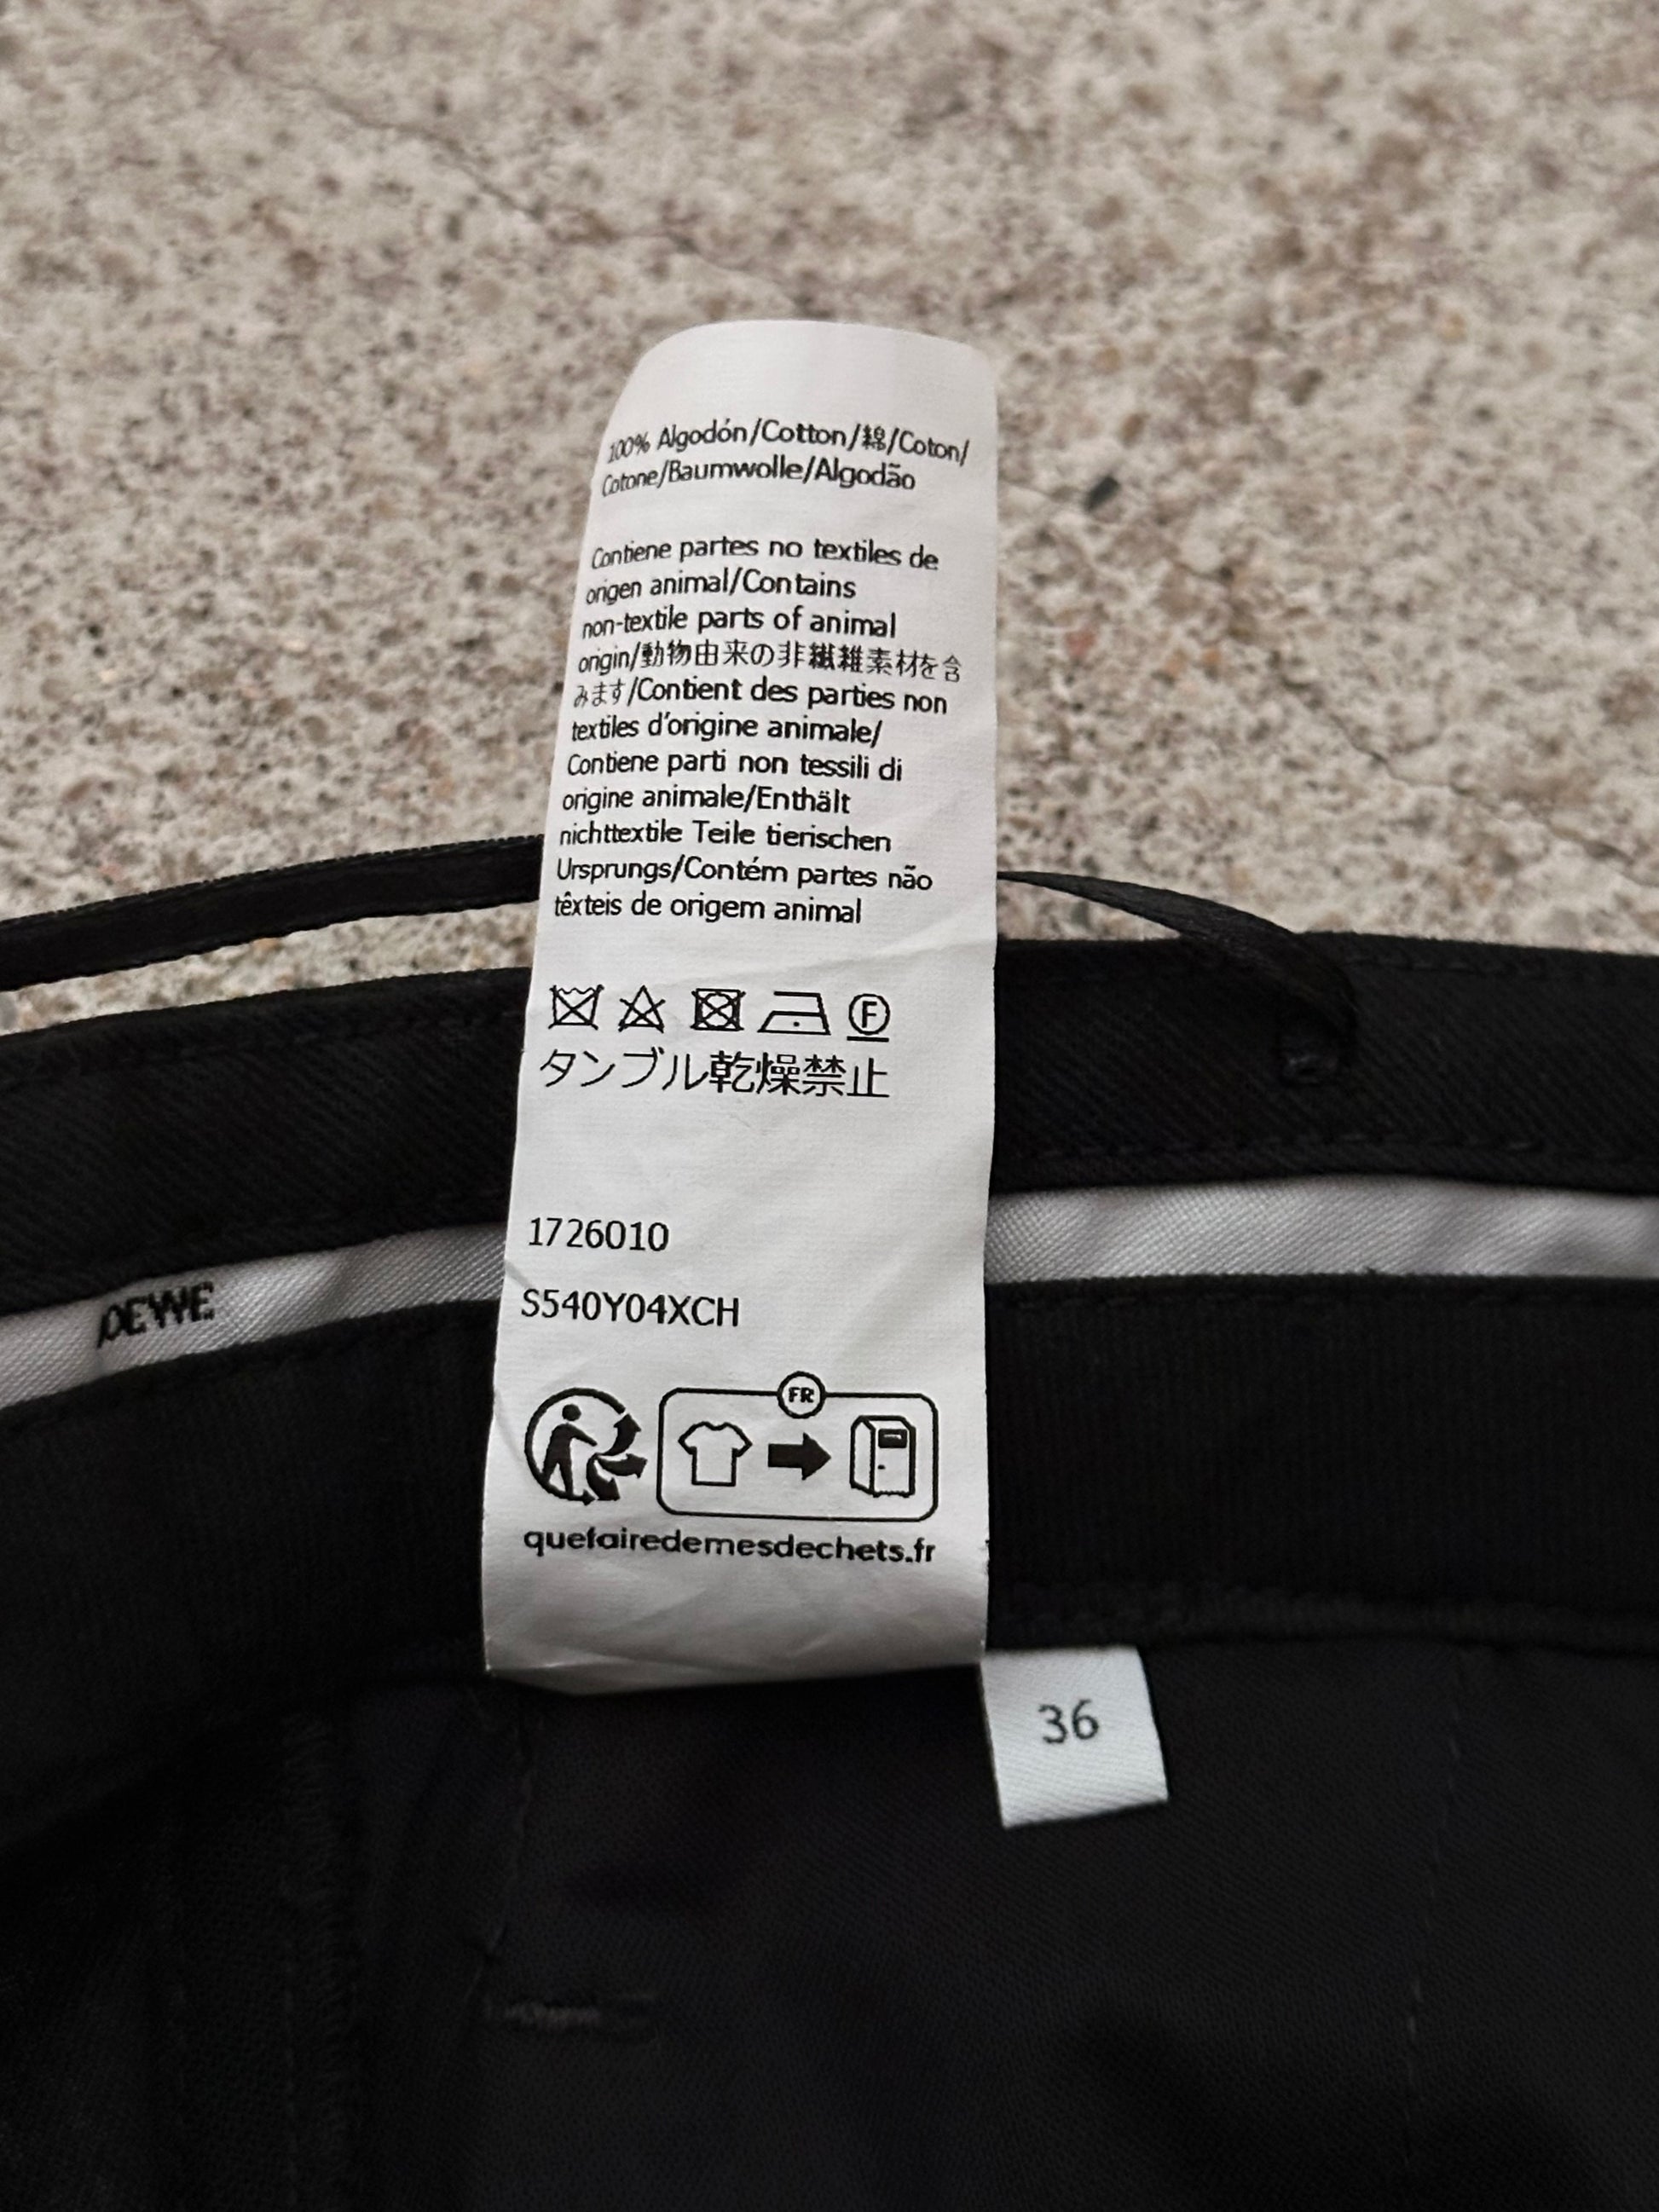 100% Algodón/Cotton/綿/Coton/
Cotone/Baumwolle/Algodão
Contiene partes no textiles de
origen animal/Contains
non-textile parts of animal
origin/動物由来の非繊維素材を含
みます/Contient des parties non
textiles d'origine animale/
Contiene parti non tessili di
origine animale/Enthält
nichttextile Teile tierischen
Ursprungs/Contém partes não
têxteis de origem animal
F
タンブル乾燥禁止
1726010
S540Y04XCH
FR
quefairedemesdechets.fr
36